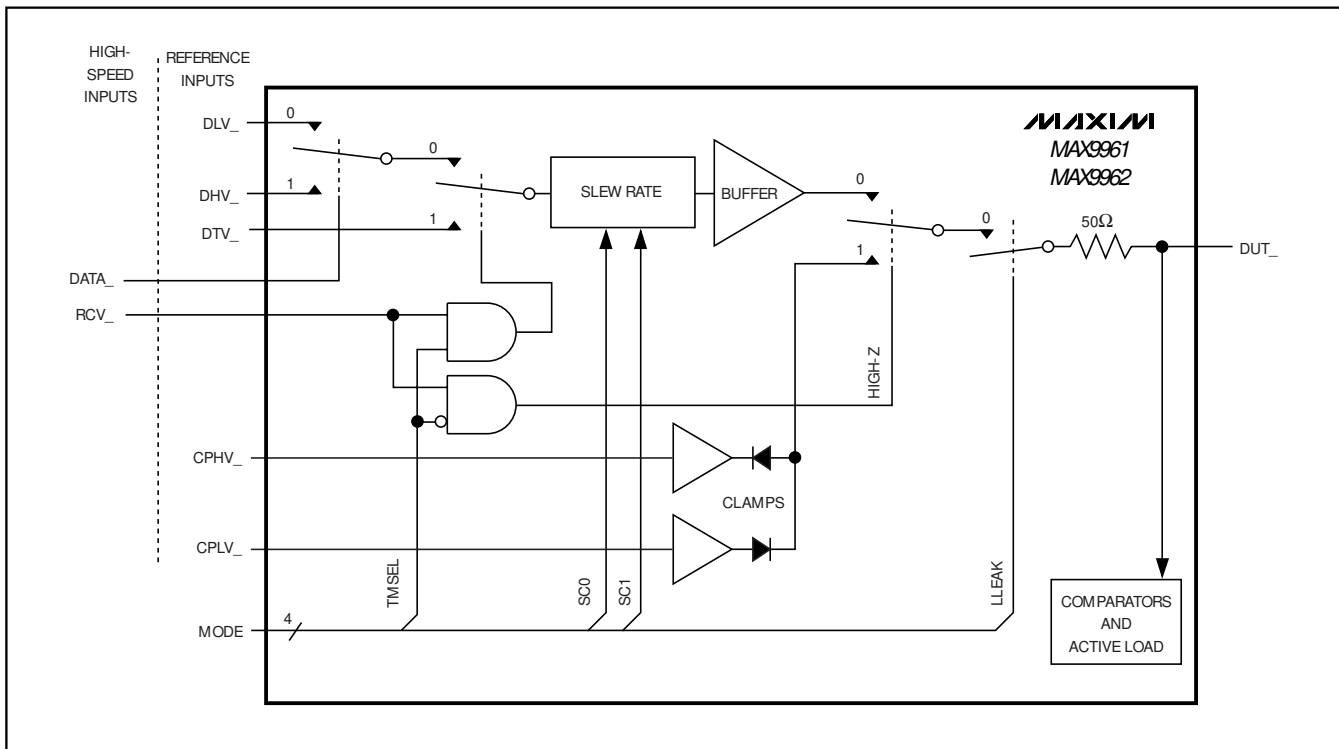 HIGH-
SPEED
INPUTS
REFERENCE
INPUTS
MAXIM
MAX9961
MAX9962
DLV_
0
DHV_
1
0
DTV_
1
SLEW RATE
BUFFER
0
1
0
50Ω
DUT_
DATA_
RCV_
HIGH-Z
CPHV_
CLAMPS
CPLV_
TMSEL
SC0
SC1
LLEAK
MODE
4
COMPARATORS
AND
ACTIVE LOAD